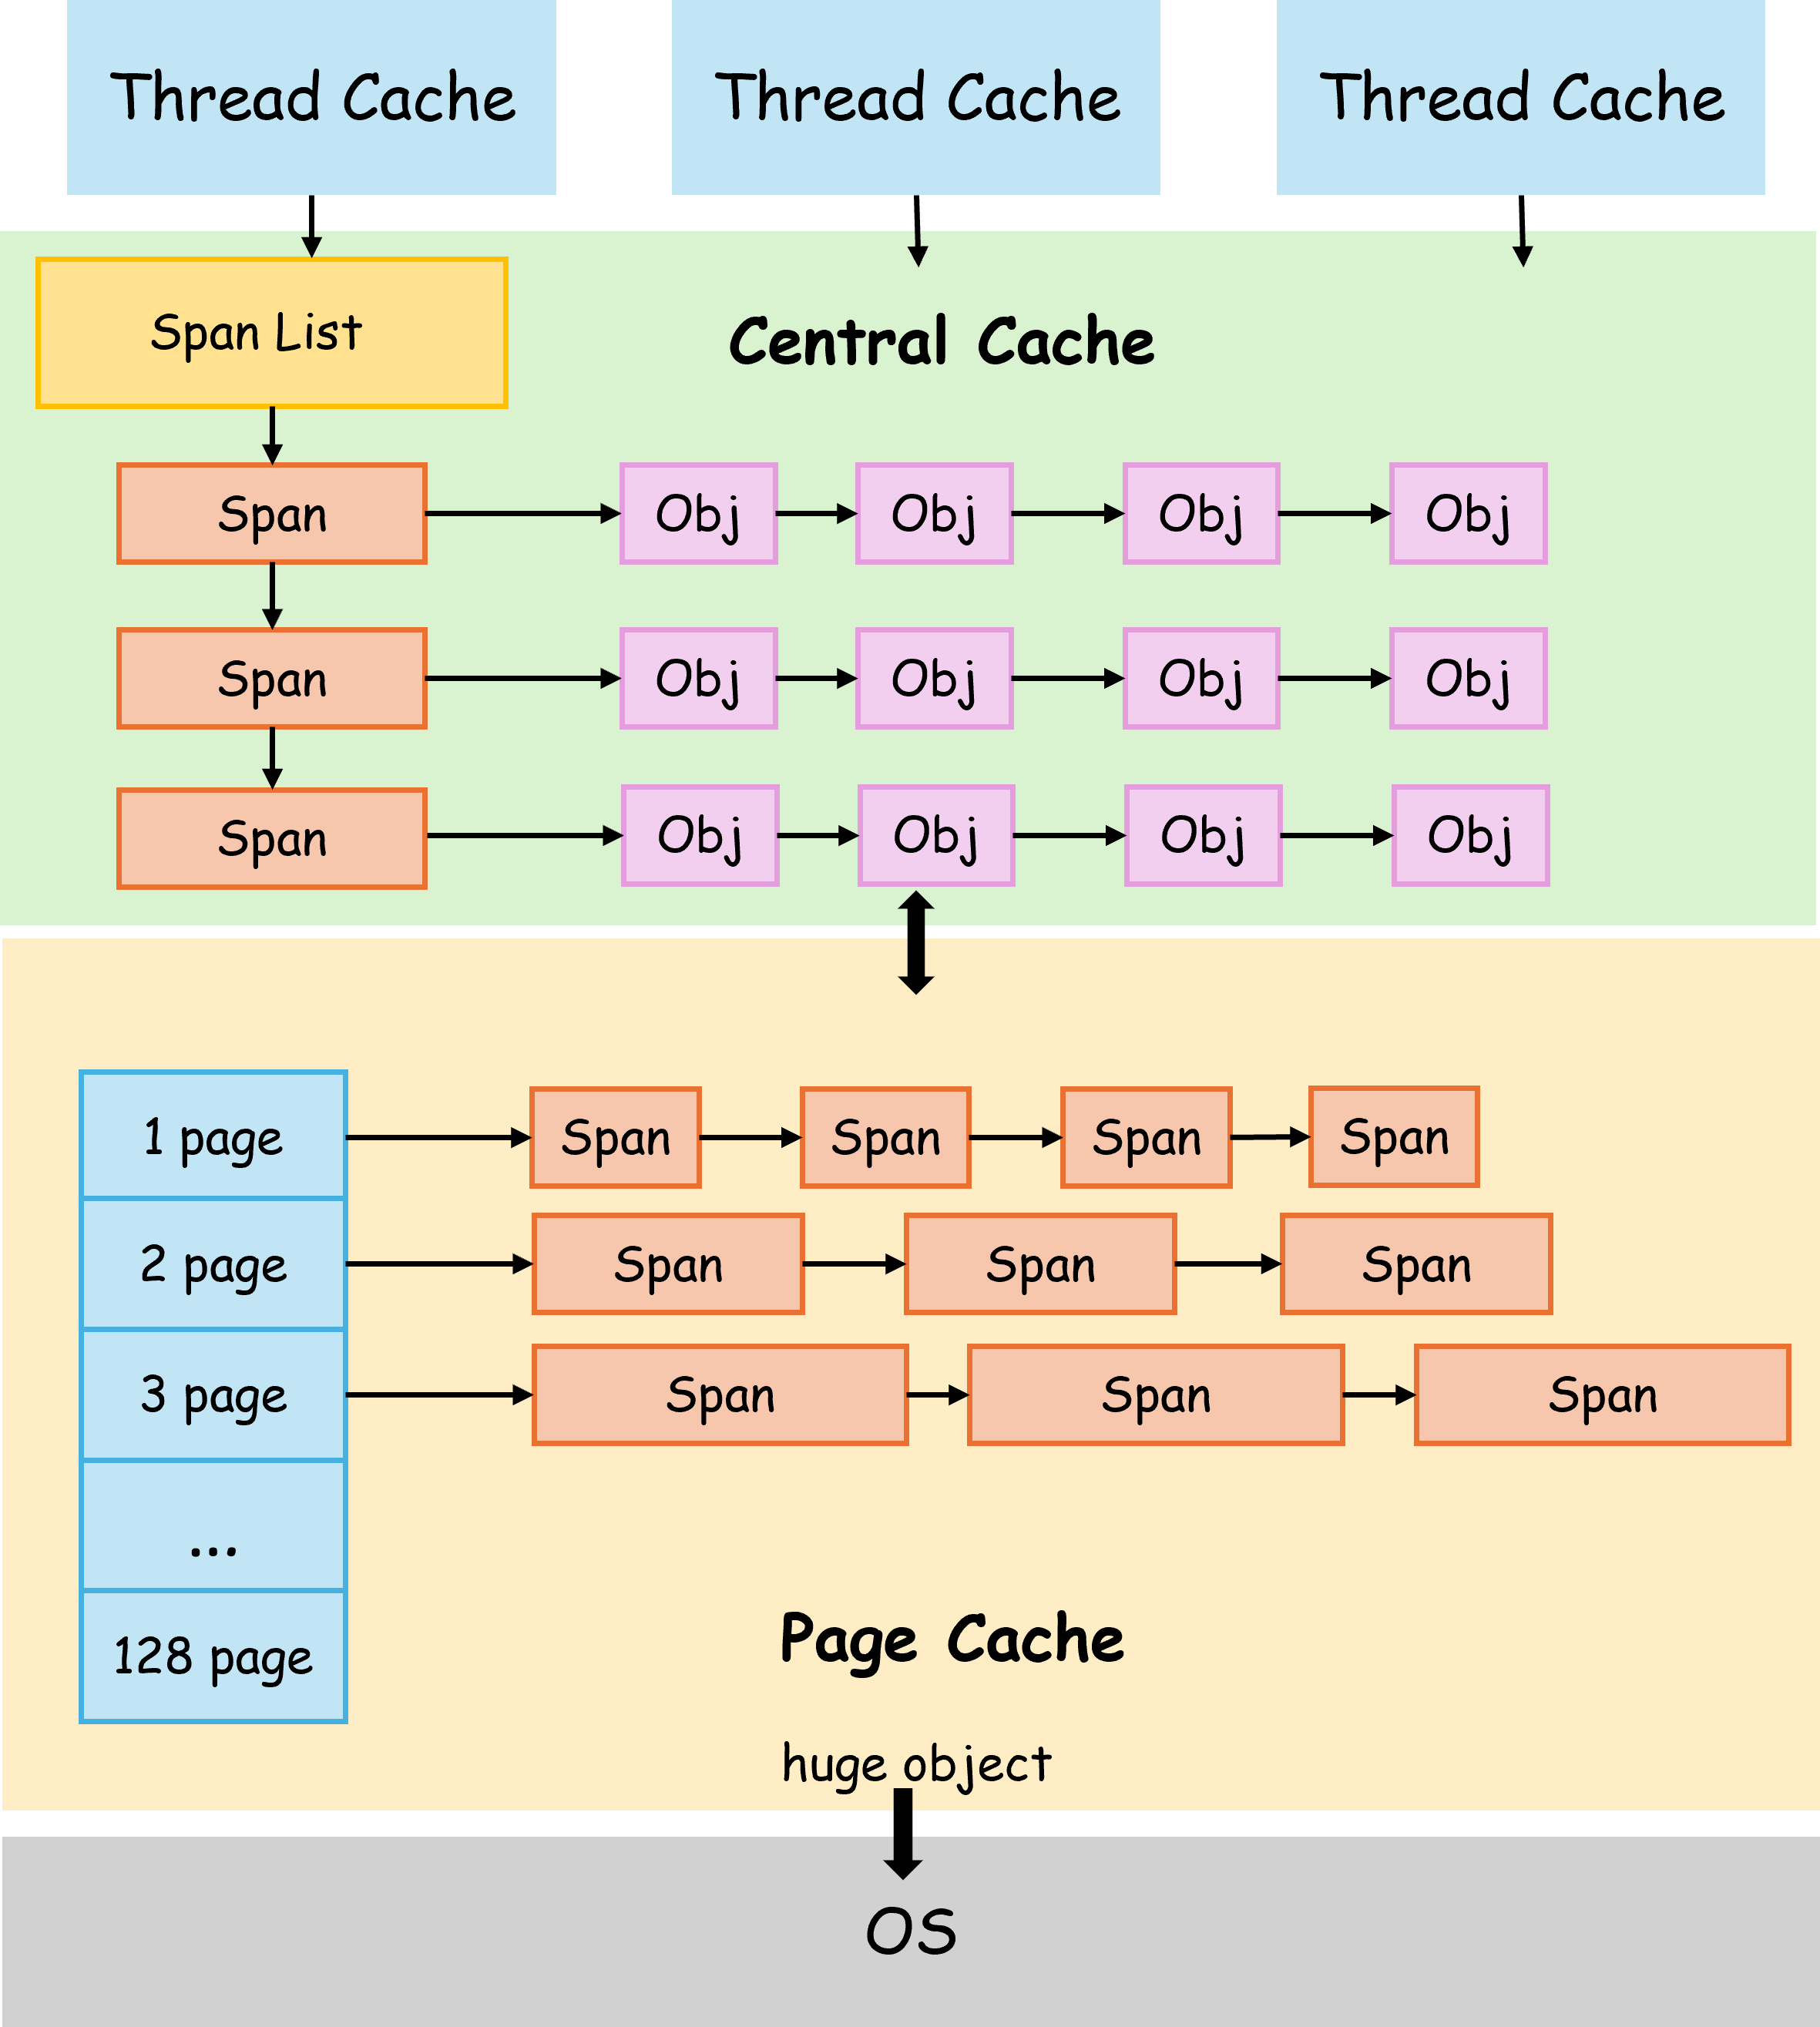 Thread Cache
Thread Cache
Thread Cache
Span List
Central Cache
Span
Obj
Obj
Obj
Obj
Span
Obj
Obj
Obj
Obj
Span
Obj
Obj
Obj
Obj
1 page
Span
Span
Span
Span
2 page
Span
Span
Span
3 page
Span
Span
Span
...
128 page
Page Cache
huge object
OS